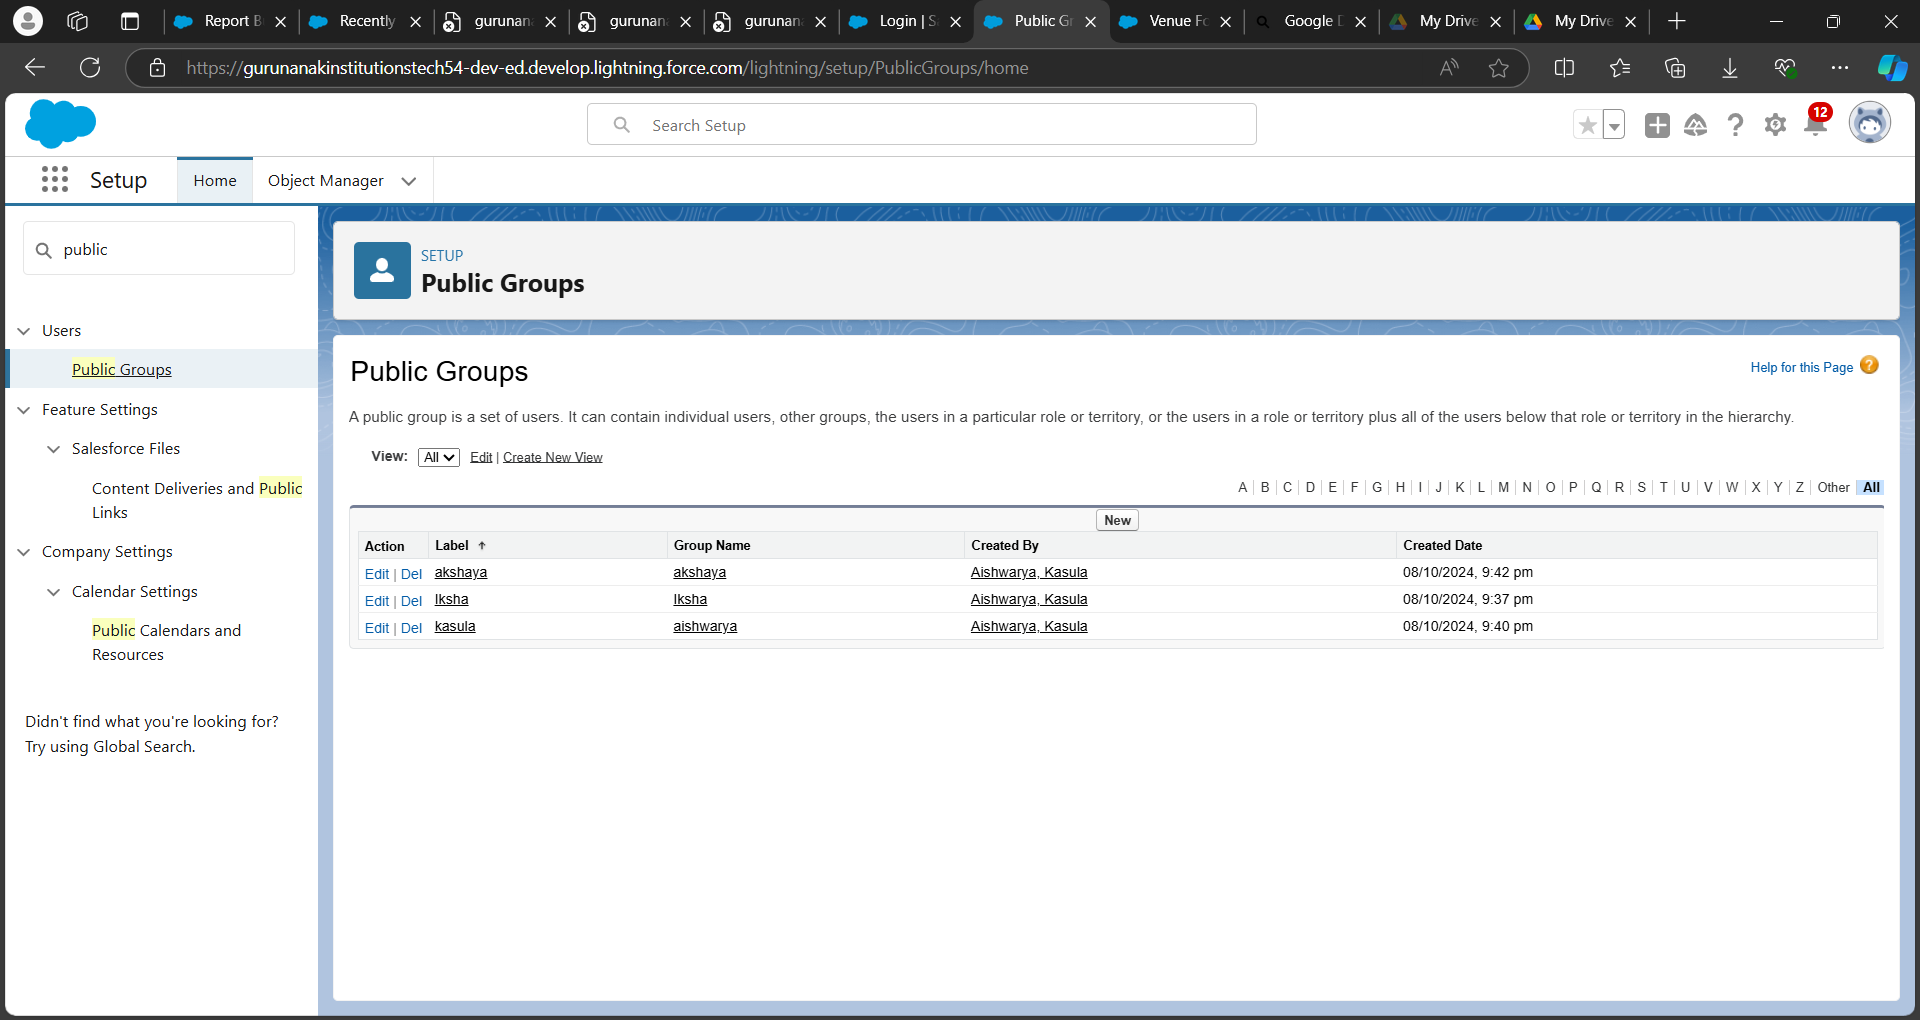 Report B
Recently
gurunan
gurunan
gurunan
Login | S
Public Gr
Venue Fo
Google D
My Drive
My Drive
https://gurunanakinstitutionstech54-dev-ed.develop.lightning.force.com/lightning/setup/PublicGroups/home
Search Setup
12
Setup
Home
Object Manager
public
Users
Public Groups
Feature Settings
Salesforce Files
Content Deliveries and Public
Links
Company Settings
Calendar Settings
Public Calendars and
Resources
Didn't find what you're looking for?
Try using Global Search.
SETUP
Public Groups
Public Groups
Help for this Page ?
A public group is a set of users. It can contain individual users, other groups, the users in a particular role or territory, or the users in a role or territory plus all of the users below that role or territory in the hierarchy.
View: All Edit | Create New View
A | B | C | D | E | F | G | H | I | J | K | L | M | N | O | P | Q | R | S | T | U | V | W | X | Y | Z | Other | All
New
Action Label Group Name Created By Created Date
Edit | Del akshaya akshaya Aishwarya, Kasula 08/10/2024, 9:42 pm
Edit | Del Iksha Iksha Aishwarya, Kasula 08/10/2024, 9:37 pm
Edit | Del kasula aishwarya Aishwarya, Kasula 08/10/2024, 9:40 pm